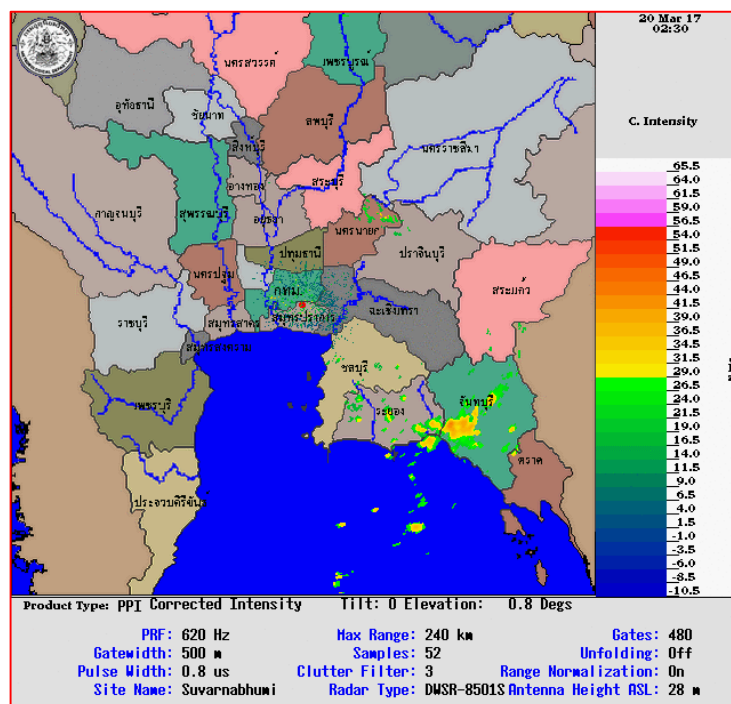 20 Mar 17
02:30
C. Intensity
65.5
64.0
61.5
59.0
56.5
54.0
51.5
49.0
46.5
44.0
41.5
39.0
36.5
34.0
31.5
29.0
26.5
24.0
21.5
19.0
16.5
14.0
11.5
9.0
6.5
4.0
1.5
-1.0
-3.5
-6.0
-8.5
-10.5
นครสวรรค์
เพชรบูรณ์
อุทัยธานี
ชัยนาท
ลพบุรี
สิงห์บุรี
นครราชสีมา
อ่างทอง
สระบุรี
กาญจนบุรี
สุพรรณบุรี
อยุธยา
นครนายก
ปทุมธานี
ปราจีนบุรี
นครปฐม
กทม.
สระแก้ว
ราชบุรี
สมุทรสาคร
สมุทรปราการ
ฉะเชิงเทรา
สมุทรสงคราม
ชลบุรี
เพชรบุรี
ระยอง
จันทบุรี
ตราด
ประจวบคีรีขันธ์
Product Type: PPI Corrected Intensity Tilt: 0 Elevation: 0.8 Degs
PRF: 620 Hz Max Range: 240 km Gates: 480
Gatewidth: 500 m Samples: 52 Unfolding: Off
Pulse Width: 0.8 us Clutter Filter: 3 Range Normalization: On
Site Name: Suvarnabhumi Radar Type: DWSR-8501S Antenna Height ASL: 28 m